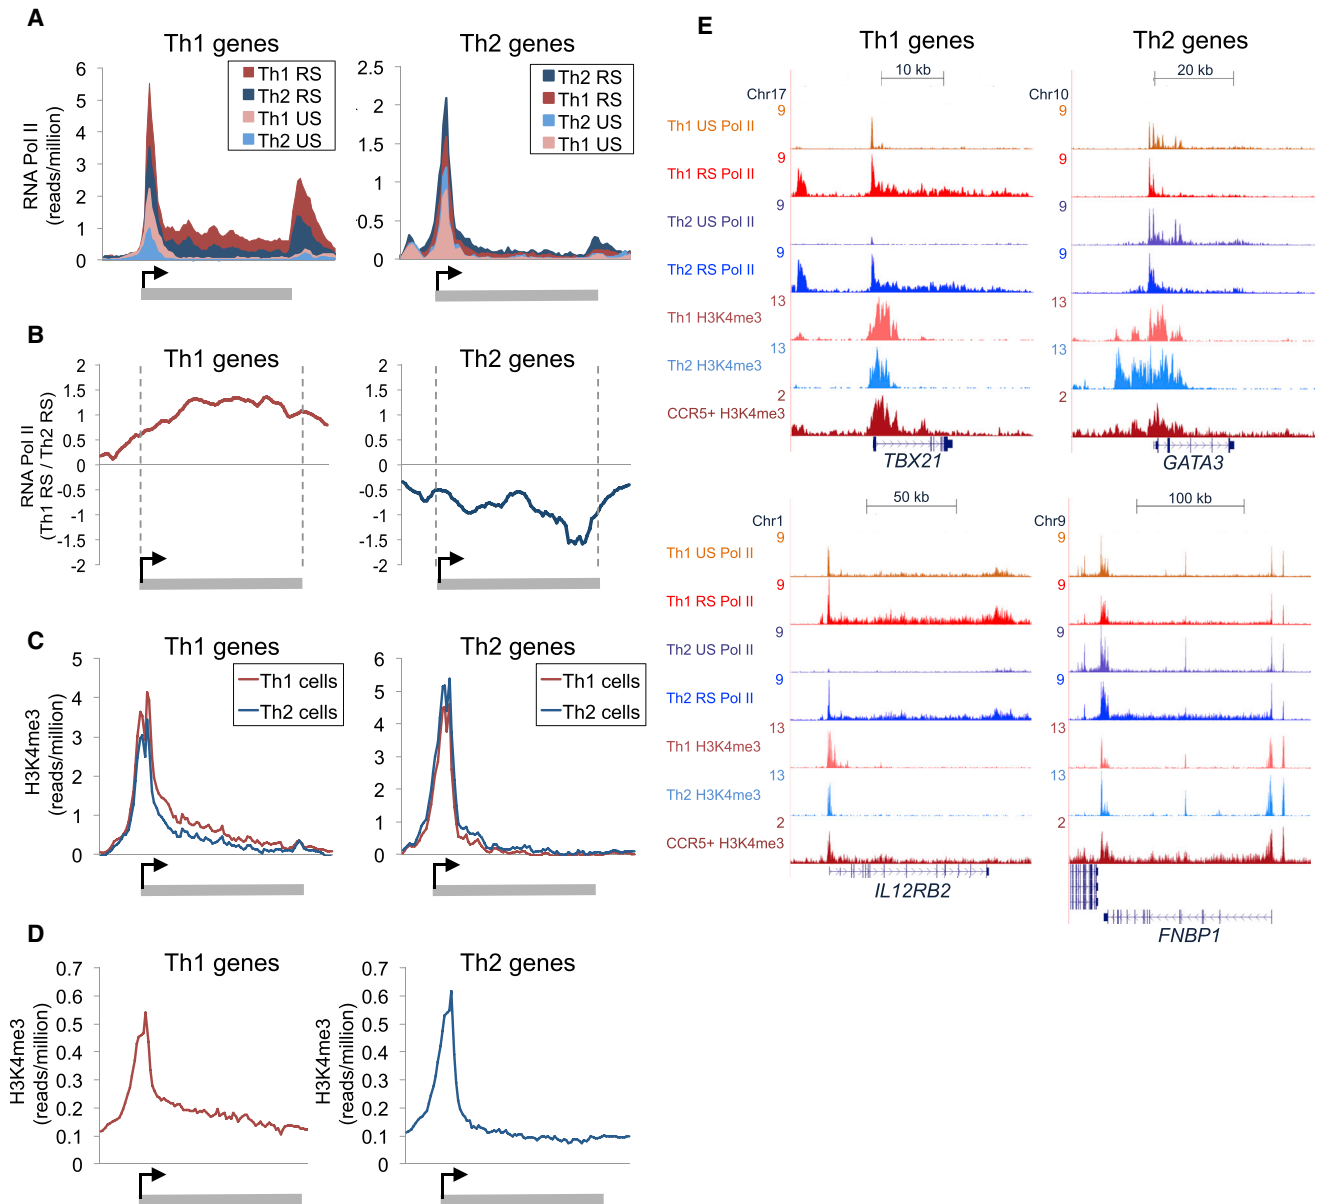 A
Th1 genes
Th2 genes
RNA Pol II
(reads/million)
6
5
4
3
2
1
0
Th1 RS
Th2 RS
Th1 US
Th2 US
2.5
2
1.5
1
0.5
0
Th2 RS
Th1 RS
Th2 US
Th1 US
B
Th1 genes
Th2 genes
RNA Pol II
(Th1 RS / Th2 RS)
2
1.5
1
0.5
0
-0.5
-1
-1.5
-2
2
1.5
1
0.5
0
-0.5
-1
-1.5
-2
C
Th1 genes
Th2 genes
H3K4me3
(reads/million)
5
4
3
2
1
0
Th1 cells
Th2 cells
6
5
4
3
2
1
0
Th1 cells
Th2 cells
D
Th1 genes
Th2 genes
H3K4me3
(reads/million)
0.7
0.6
0.5
0.4
0.3
0.2
0.1
0
H3K4me3
(reads/million)
0.7
0.6
0.5
0.4
0.3
0.2
0.1
0
E
Th1 genes
Th2 genes
10 kb
20 kb
Chr17
Chr10
Th1 US Pol II
9
9
Th1 RS Pol II
9
9
Th2 US Pol II
9
9
Th2 RS Pol II
9
9
Th1 H3K4me3
13
13
Th2 H3K4me3
13
13
CCR5+ H3K4me3
2
2
TBX21
GATA3
50 kb
100 kb
Chr1
Chr9
Th1 US Pol II
9
9
Th1 RS Pol II
9
9
Th2 US Pol II
9
9
Th2 RS Pol II
9
9
Th1 H3K4me3
13
13
Th2 H3K4me3
13
13
CCR5+ H3K4me3
2
2
IL12RB2
FNBP1